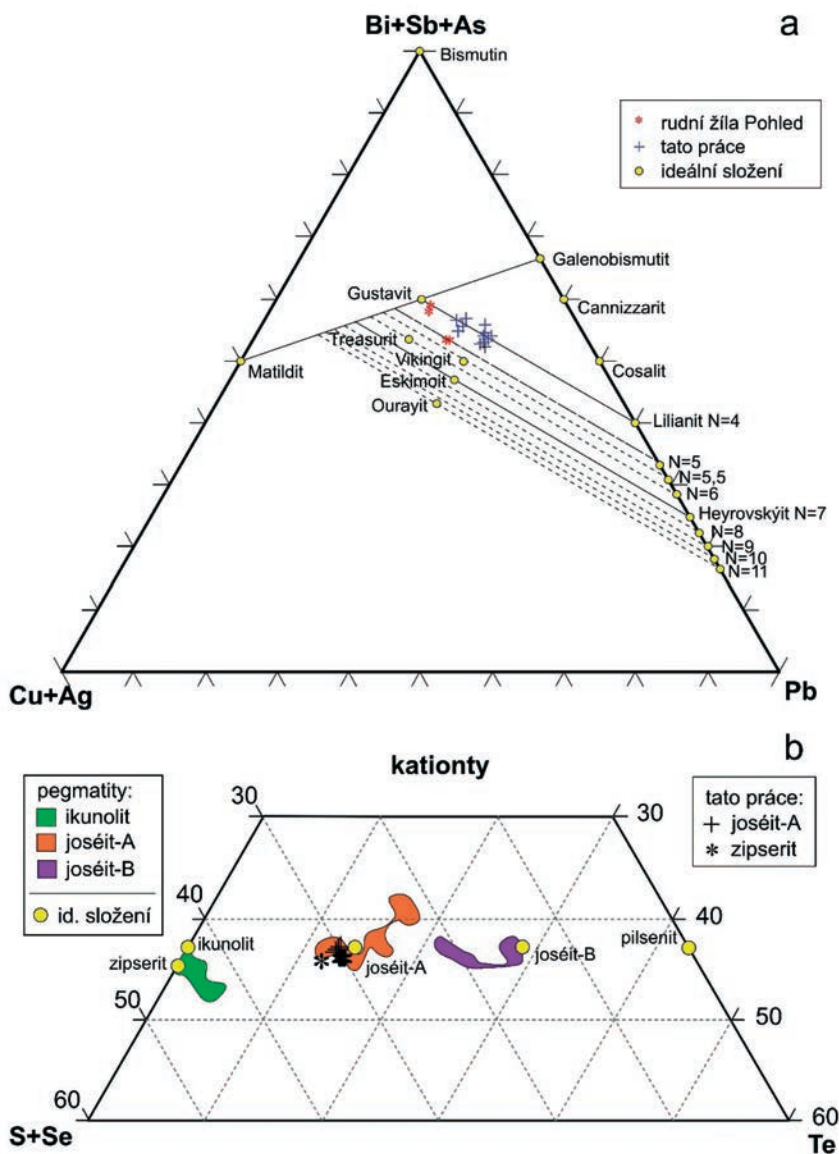 a
Bi+Sb+As
Bismutin
rudní žíla Pohled
tato práce
ideální složení
Galenobismutit
Gustavit
Cannizzarit
Treasurit
Matildit
Vikingit
Cosalit
Eskimoit
Ourayit
Lilianit N=4
N=5
N=5,5
N=6
Heyrovskýit N=7
N=8
N=9
N=10
N=11
Cu+Ag
Pb
b
kationty
pegmatity:
ikunolit
joséit-A
joséit-B
id. složení
tato práce:
joséit-A
zipserit
30
30
40
40
ikunolit
zipserit
joséit-A
joséit-B
pilsenit
50
50
60
60
S+Se
Te